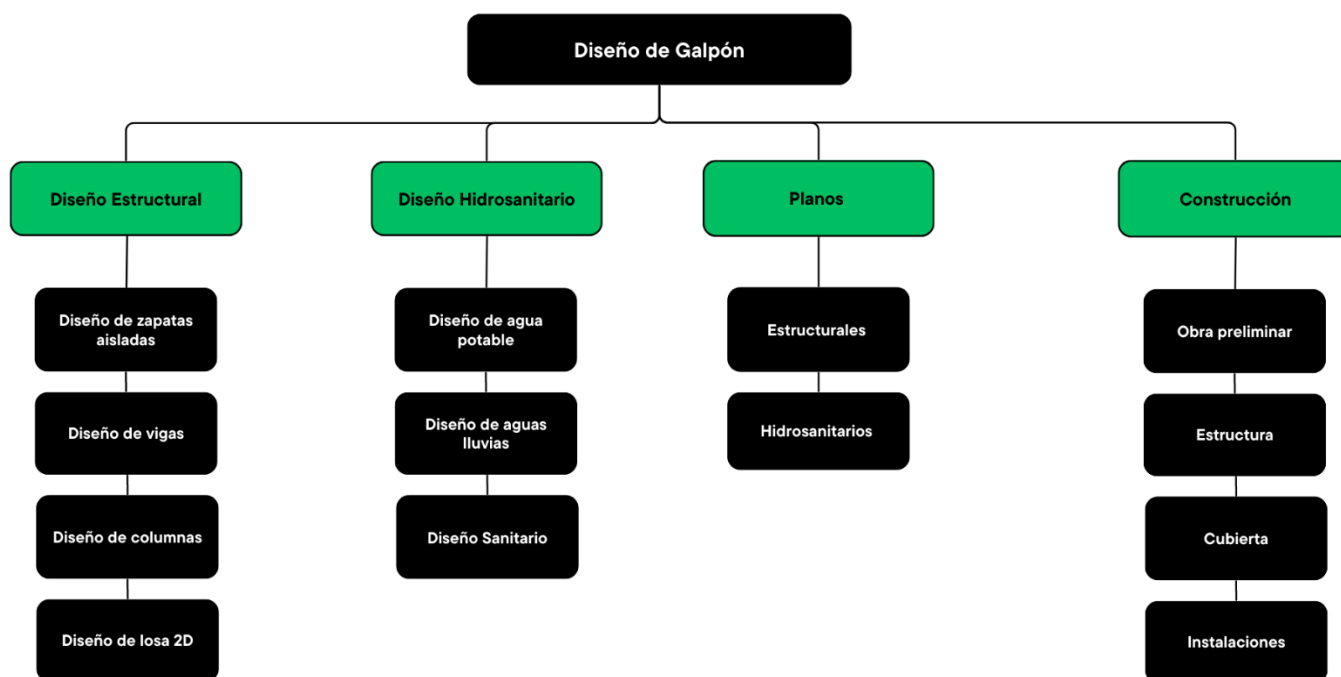 Diseño de Galpón
Diseño Estructural
Diseño Hidrosanitario
Planos
Construcción
Diseño de zapatas
aisladas
Diseño de agua
potable
Estructurales
Obra preliminar
Diseño de vigas
Diseño de aguas
lluvias
Hidrosanitarios
Estructura
Diseño de columnas
Diseño Sanitario
Cubierta
Diseño de losa 2D
Instalaciones